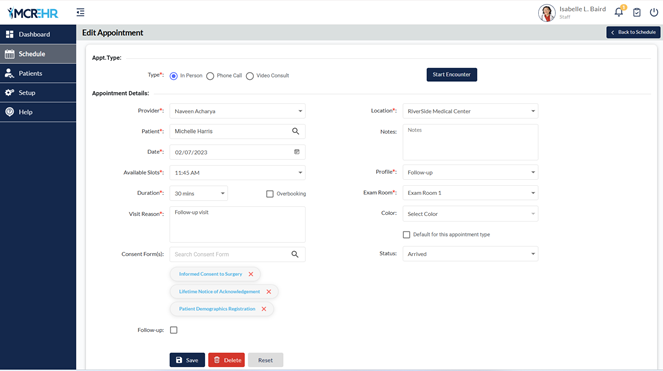 MCREHR
Isabelle L. Baird
Staff
Dashboard
Schedule
Patients
Setup
Help
Edit Appointment
Back to Schedule
Appt.Type:
Type*: In Person Phone Call Video Consult
Start Encounter
Appointment Details:
Provider*: Naveen Acharya
Location*: RiverSide Medical Center
Patient*: Michelle Harris
Notes: Notes
Date*: 02/07/2023
Available Slots*: 11:45 AM
Profile*: Follow-up
Duration*: 30 mins Overbooking
Exam Room*: Exam Room 1
Visit Reason*: Follow-up visit
Color: Select Color
Default for this appointment type
Consent Form(s): Search Consent Form
Status: Arrived
Informed Consent to Surgery
Lifetime Notice of Acknowledgement
Patient Demographics Registration
Follow-up:
Save Delete Reset